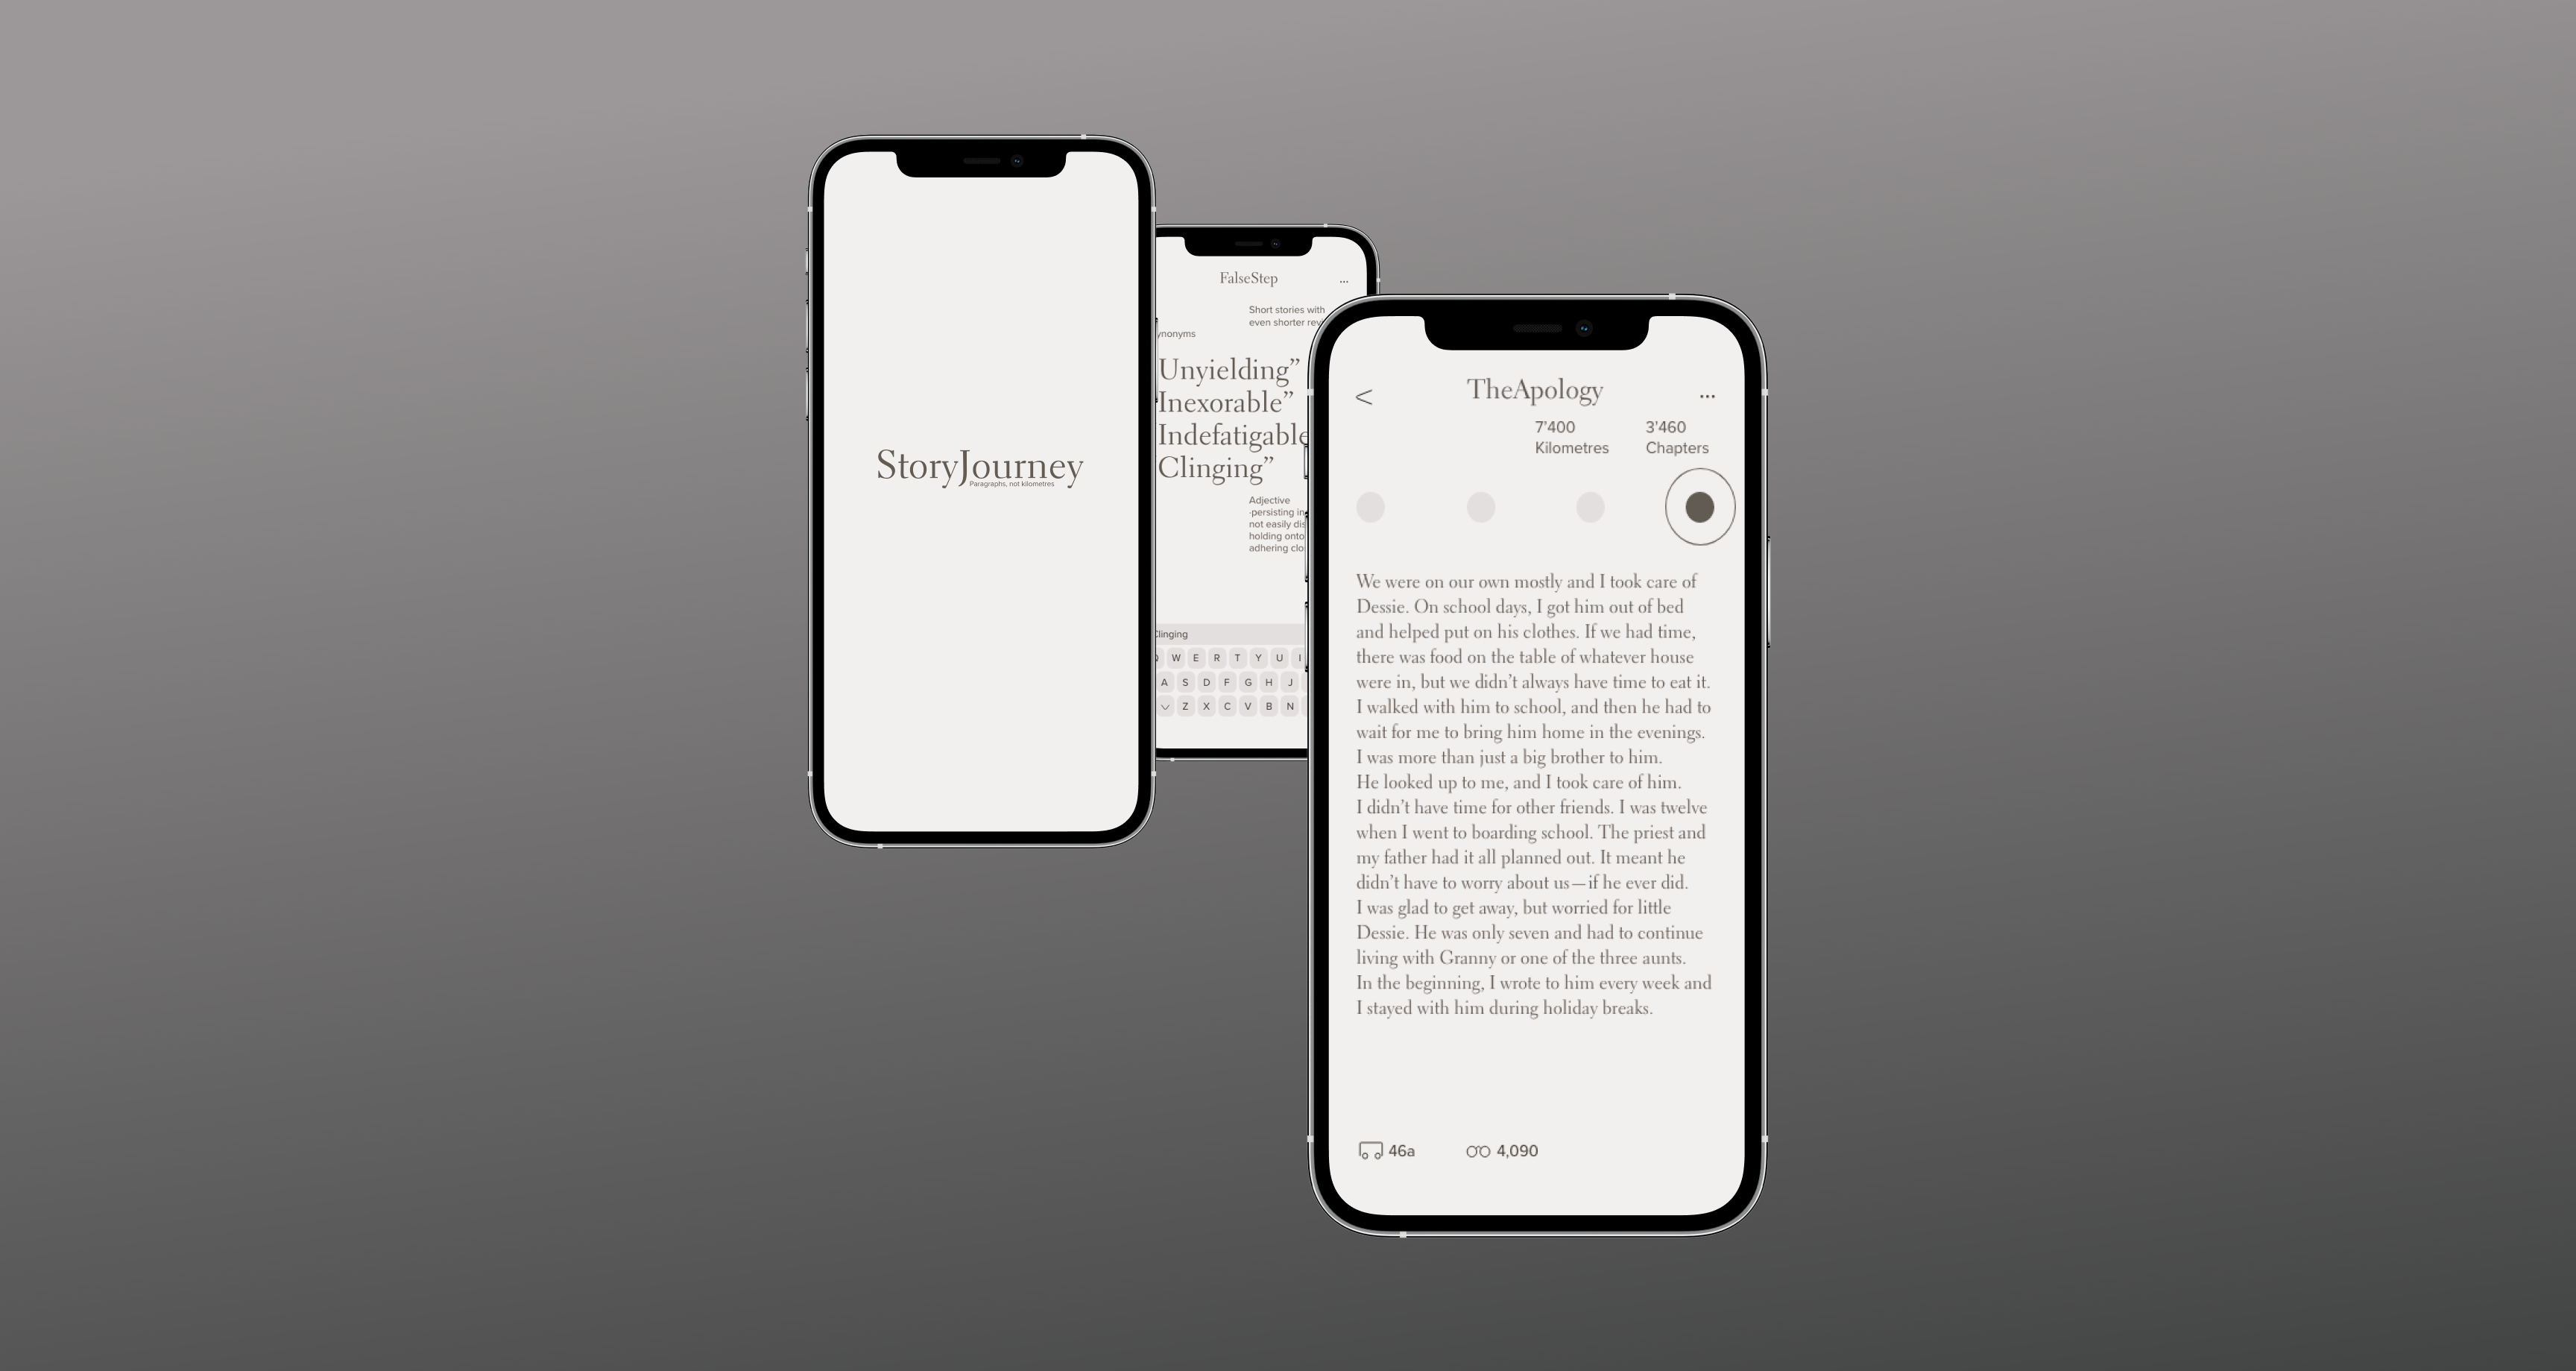 StoryJourney
Paragraphs, not kilometres
FalseStep
...
Short stories with
even shorter
Unyielding”
Inexorable”
Indefatigable
Clinging”
Adjective
·persisting in
not easily
holding onto
adhering
Clinging
W E R T Y U I
A S D F G H J
Z X C V B N
<
TheApology
...
7’400
Kilometres
3’460
Chapters
We were on our own mostly and I took care of
Dessie. On school days, I got him out of bed
and helped put on his clothes. If we had time,
there was food on the table of whatever house
were in, but we didn’t always have time to eat it.
I walked with him to school, and then he had to
wait for me to bring him home in the evenings.
I was more than just a big brother to him.
He looked up to me, and I took care of him.
I didn’t have time for other friends. I was twelve
when I went to boarding school. The priest and
my father had it all planned out. It meant he
didn’t have to worry about us—if he ever did.
I was glad to get away, but worried for little
Dessie. He was only seven and had to continue
living with Granny or one of the three aunts.
In the beginning, I wrote to him every week and
I stayed with him during holiday breaks.
46a
4,090